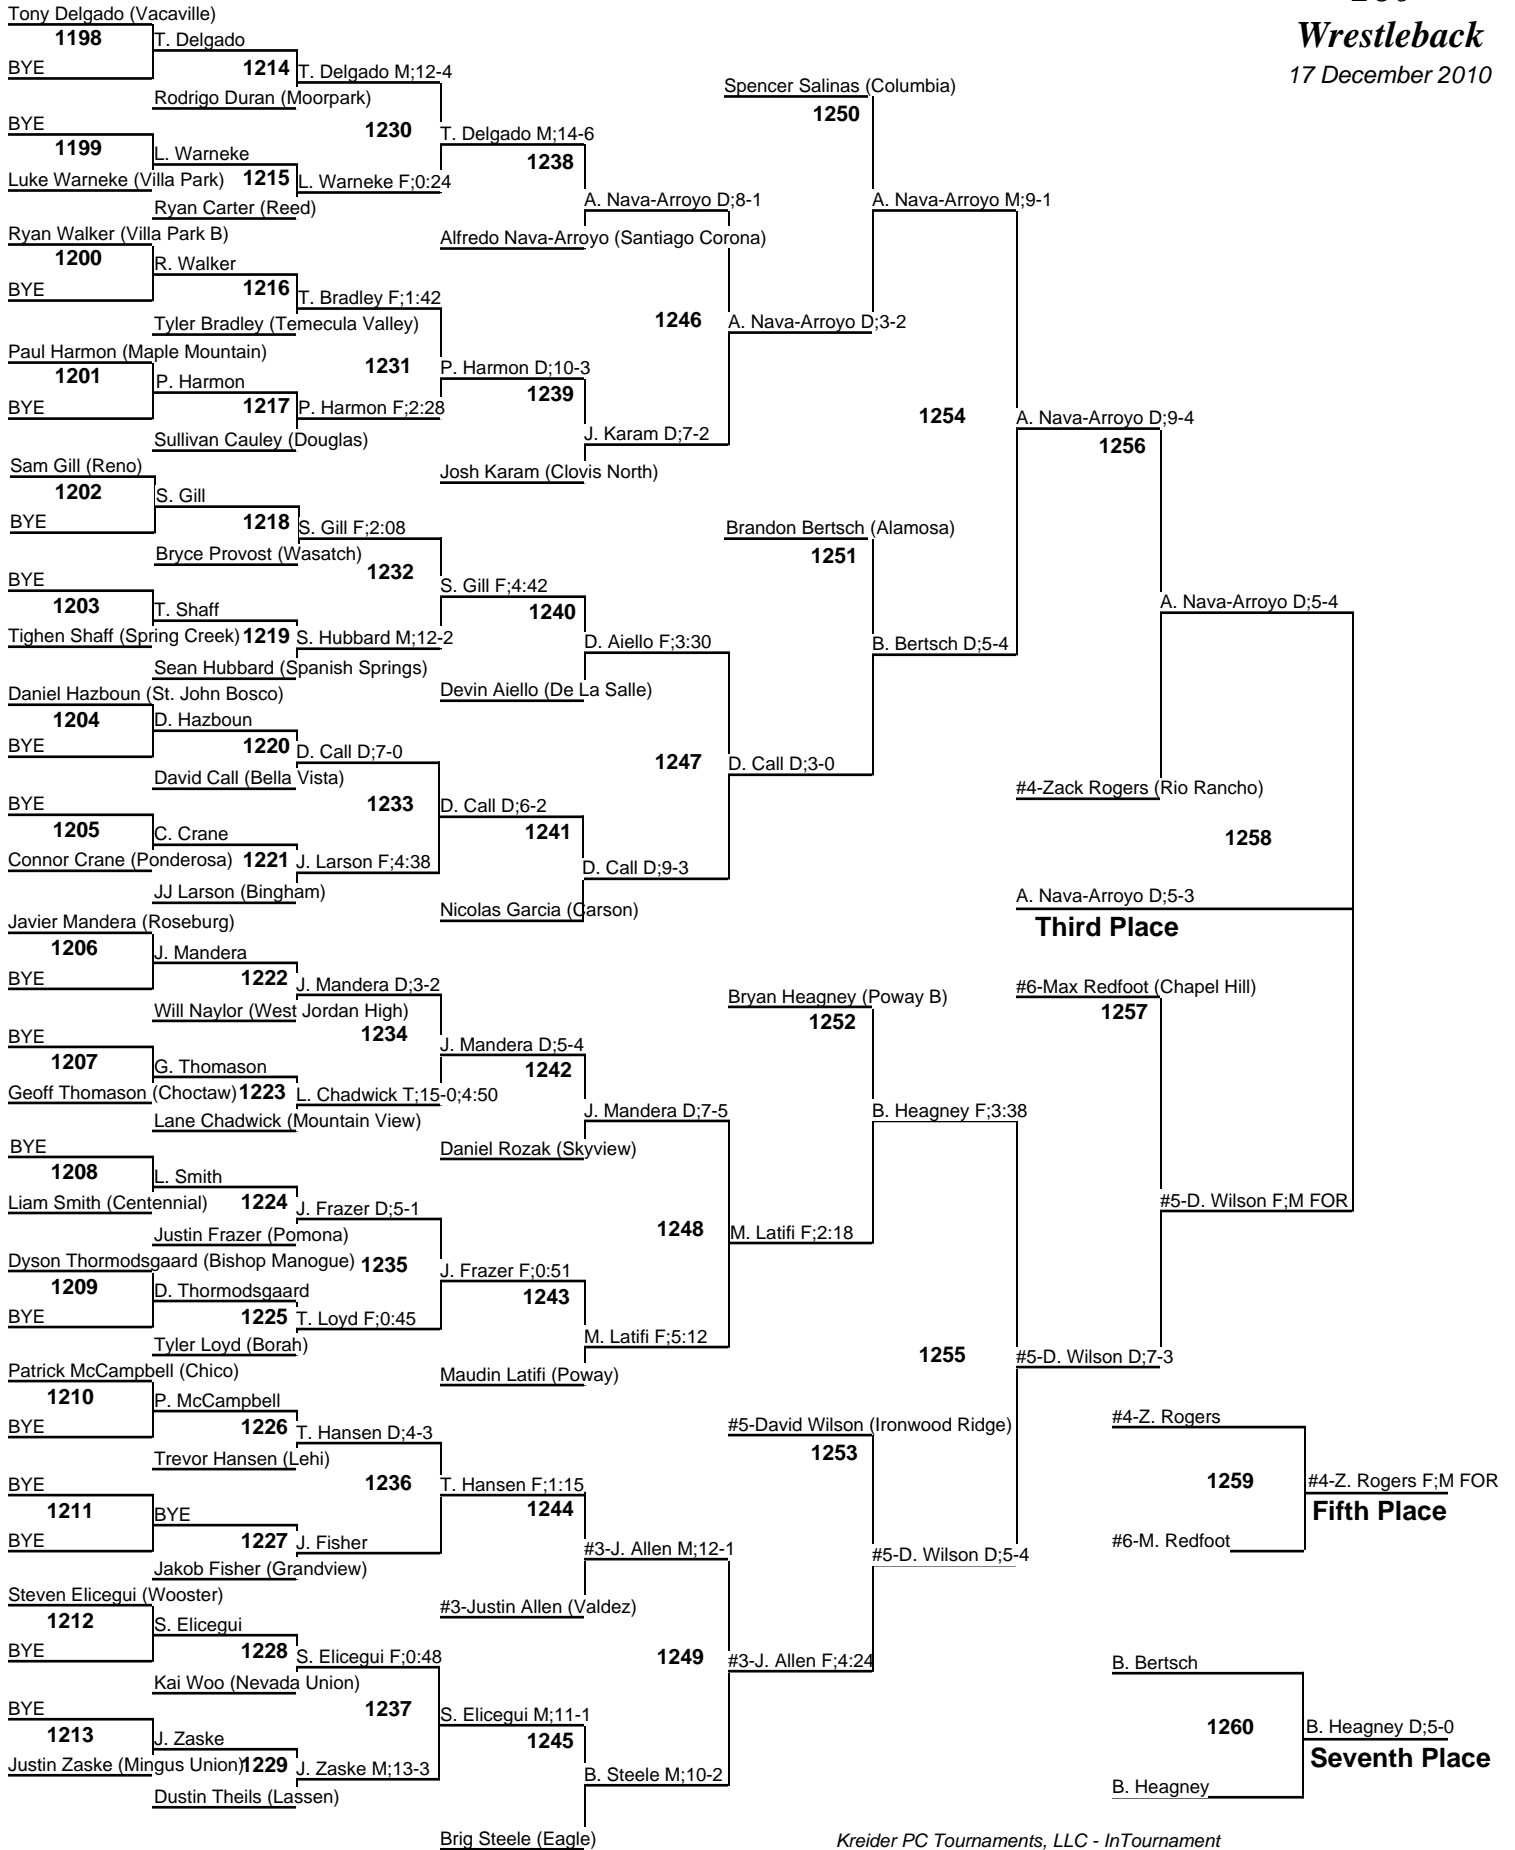 Wrestleback
17 December 2010
Tony Delgado (Vacaville)
1198
T. Delgado
BYE
1214
T. Delgado M;12-4
Rodrigo Duran (Moorpark)
BYE
1230
1199
L. Warneke
T. Delgado M;14-6
1238
Luke Warneke (Villa Park)
1215
L. Warneke F;0:24
Ryan Carter (Reed)
A. Nava-Arroyo D;8-1
Alfredo Nava-Arroyo (Santiago Corona)
Ryan Walker (Villa Park B)
1200
R. Walker
BYE
1216
T. Bradley F;1:42
Tyler Bradley (Temecula Valley)
1246
A. Nava-Arroyo D;3-2
Paul Harmon (Maple Mountain)
1201
P. Harmon
1231
P. Harmon D;10-3
1239
BYE
1217
P. Harmon F;2:28
Sullivan Cauley (Douglas)
J. Karam D;7-2
Josh Karam (Clovis North)
Spencer Salinas (Columbia)
1250
A. Nava-Arroyo M;9-1
1254
A. Nava-Arroyo D;9-4
1256
Sam Gill (Reno)
1202
S. Gill
BYE
1218
S. Gill F;2:08
Bryce Provost (Wasatch)
1232
S. Gill F;4:42
1240
BYE
1203
T. Shaff
Tighen Shaff (Spring Creek)
1219
S. Hubbard M;12-2
Sean Hubbard (Spanish Springs)
D. Aiello F;3:30
Devin Aiello (De La Salle)
Brandon Bertsch (Alamosa)
1251
B. Bertsch D;5-4
A. Nava-Arroyo D;5-4
Daniel Hazboun (St. John Bosco)
1204
D. Hazboun
BYE
1220
D. Call D;7-0
David Call (Bella Vista)
1247
D. Call D;3-0
BYE
1233
D. Call D;6-2
1205
C. Crane
1241
Connor Crane (Ponderosa)
1221
J. Larson F;4:38
JJ Larson (Bingham)
D. Call D;9-3
Nicolas Garcia (Carson)
#4-Zack Rogers (Rio Rancho)
1258
A. Nava-Arroyo D;5-3
Third Place
Javier Mandera (Roseburg)
1206
J. Mandera
BYE
1222
J. Mandera D;3-2
Will Naylor (West Jordan High)
1234
J. Mandera D;5-4
1242
BYE
1207
G. Thomason
Geoff Thomason (Choctaw)
1223
L. Chadwick T;15-0;4:50
Lane Chadwick (Mountain View)
J. Mandera D;7-5
Daniel Rozak (Skyview)
Bryan Heagney (Poway B)
1252
B. Heagney F;3:38
#6-Max Redfoot (Chapel Hill)
1257
#5-D. Wilson F;M FOR
BYE
1208
L. Smith
Liam Smith (Centennial)
1224
J. Frazer D;5-1
Justin Frazer (Pomona)
1248
M. Latifi F;2:18
Dyson Thormodsgaard (Bishop Manogue)
1235
J. Frazer F;0:51
1209
D. Thormodsgaard
1243
BYE
1225
T. Loyd F;0:45
Tyler Loyd (Borah)
M. Latifi F;5:12
Maudin Latifi (Poway)
1255
#5-D. Wilson D;7-3
Patrick McCampbell (Chico)
1210
P. McCampbell
BYE
1226
T. Hansen D;4-3
Trevor Hansen (Lehi)
1236
T. Hansen F;1:15
1244
BYE
1211
BYE
BYE
1227
J. Fisher
Jakob Fisher (Grandview)
#3-J. Allen M;12-1
#3-Justin Allen (Valdez)
#5-David Wilson (Ironwood Ridge)
1253
#5-D. Wilson D;5-4
#4-Z. Rogers
1259
#4-Z. Rogers F;M FOR
Fifth Place
#6-M. Redfoot
Steven Elicegui (Wooster)
1212
S. Elicegui
BYE
1228
S. Elicegui F;0:48
Kai Woo (Nevada Union)
1249
#3-J. Allen F;4:24
BYE
1237
S. Elicegui M;11-1
1213
J. Zaske
1245
Justin Zaske (Mingus Union)
1229
J. Zaske M;13-3
Dustin Theils (Lassen)
B. Steele M;10-2
Brig Steele (Eagle)
B. Bertsch
1260
B. Heagney D;5-0
Seventh Place
B. Heagney
Kreider PC Tournaments, LLC - InTournament